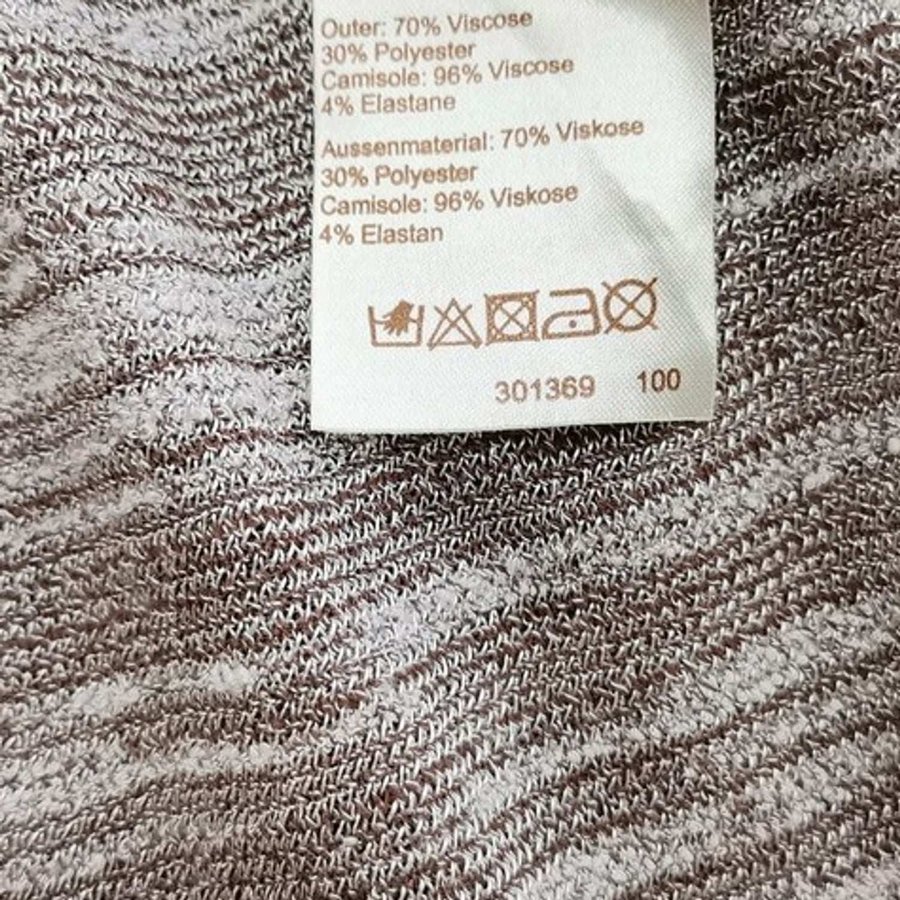 Outer: 70% Viscose
30% Polyester
Camisole: 96% Viscose
4% Elastane
Aussenmaterial: 70% Viskose
30% Polyester
Camisole: 96% Viskose
4% Elastan
301369 100